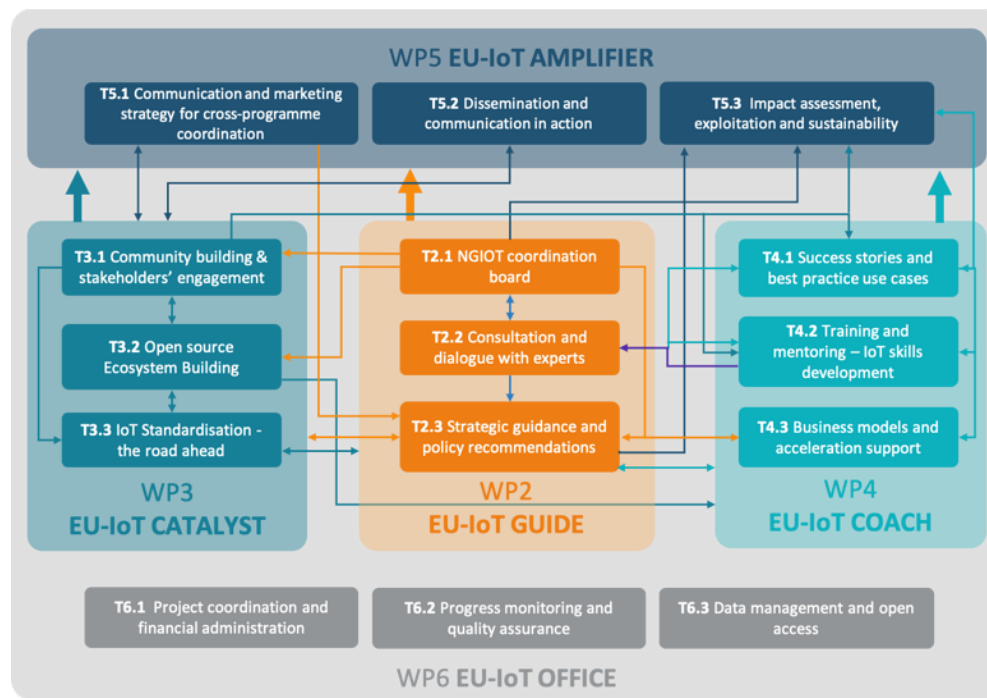 WP5 EU-IoT AMPLIFIER
T5.1 Communication and marketing
strategy for cross-programme
coordination
T5.2 Dissemination and
communication in action
T5.3 Impact assessment,
exploitation and sustainability
T3.1 Community building &
stakeholders’ engagement
T3.2 Open source
Ecosystem Building
T3.3 IoT Standardisation -
the road ahead
WP3
EU-IoT CATALYST
T2.1 NGIOT coordination
board
T2.2 Consultation and
dialogue with experts
T2.3 Strategic guidance and
policy recommendations
WP2
EU-IoT GUIDE
T4.1 Success stories and
best practice use cases
T4.2 Training and
mentoring – IoT skills
development
T4.3 Business models and
acceleration support
WP4
EU-IoT COACH
T6.1 Project coordination and
financial administration
T6.2 Progress monitoring and
quality assurance
T6.3 Data management and open
access
WP6 EU-IoT OFFICE